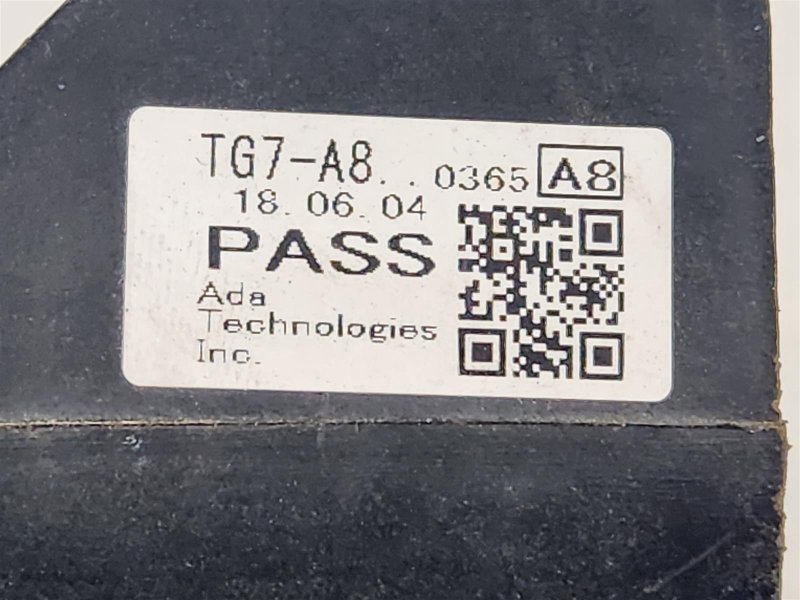 TG7-A8.. 0365 A8
18. 06. 04
PASS
Ada
Technologies
Inc.